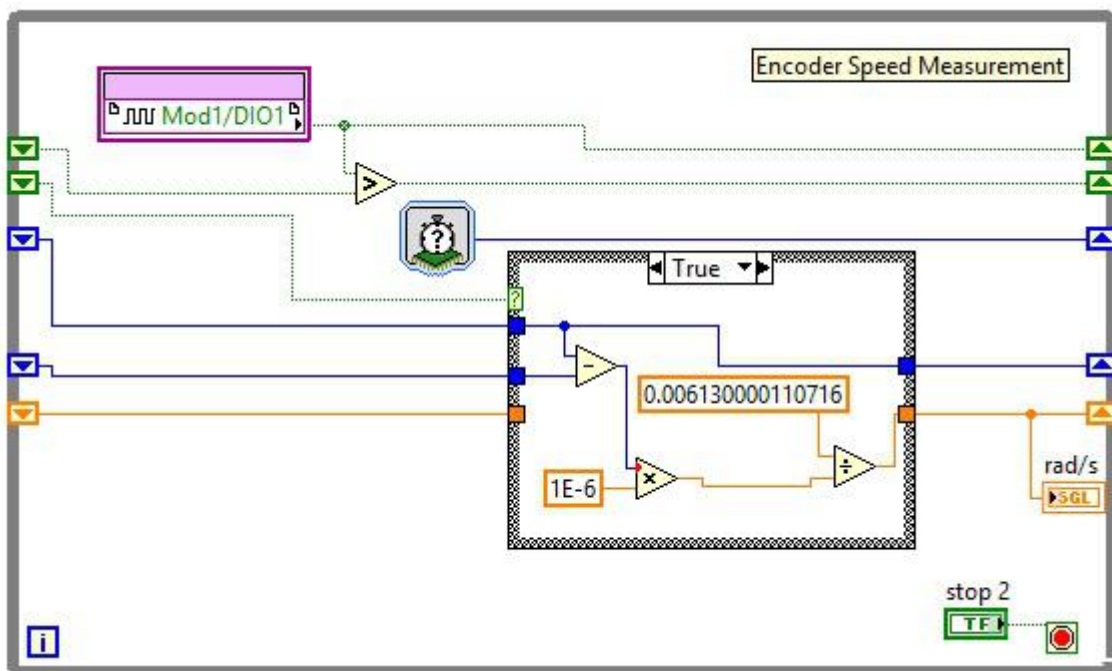 Encoder Speed Measurement
Mod1/DIO1
>
?
True
?
-
0.006130000110716
÷
1E-6
×
rad/s
SGL
stop 2
TF
i